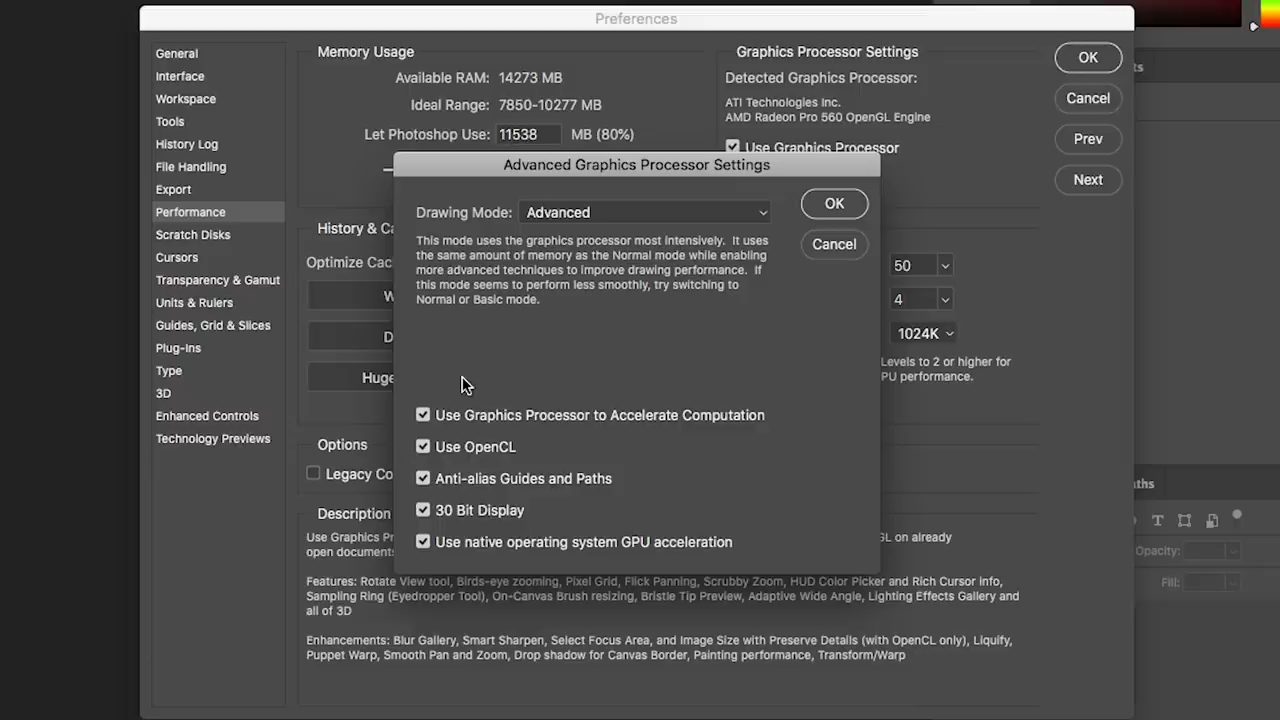 Preferences
General
Interface
Workspace
Tools
History Log
File Handling
Export
Performance
Scratch Disks
Cursors
Transparency & Gamut
Units & Rulers
Guides, Grid & Slices
Plug-Ins
Type
3D
Enhanced Controls
Technology Previews
Memory Usage
Available RAM: 14273 MB
Ideal Range: 7850-10277 MB
Let Photoshop Use: 11538 MB (80%)
Graphics Processor Settings
Detected Graphics Processor:
ATI Technologies Inc.
AMD Radeon Pro 560 OpenGL Engine
Use Graphics Processor
OK
Cancel
Prev
Next
Advanced Graphics Processor Settings
Drawing Mode: Advanced
This mode uses the graphics processor most intensively. It uses
the same amount of memory as the Normal mode while enabling
more advanced techniques to improve drawing performance. If
this mode seems to perform less smoothly, try switching to
Normal or Basic mode.
OK
Cancel
Use Graphics Processor to Accelerate Computation
Use OpenCL
Anti-alias Guides and Paths
30 Bit Display
Use native operating system GPU acceleration
History & Ca
Optimize Cac
W
D
Huge
50
4
1024K
Levels to 2 or higher for
PU performance.
Options
Legacy Co
Description
Use Graphics Pr
GL on already
open documents
Features: Rotate View tool, Birds-eye zooming, Pixel Grid, Flick Panning, Scrubby Zoom, HUD Color Picker and Rich Cursor info,
Sampling Ring (Eyedropper Tool), On-Canvas Brush resizing, Bristle Tip Preview, Adaptive Wide Angle, Lighting Effects Gallery and
all of 3D
Enhancements: Blur Gallery, Smart Sharpen, Select Focus Area, and Image Size with Preserve Details (with OpenCL only), Liquify,
Puppet Warp, Smooth Pan and Zoom, Drop shadow for Canvas Border, Painting performance, Transform/Warp
ts
ths
Opacity:
Fill: